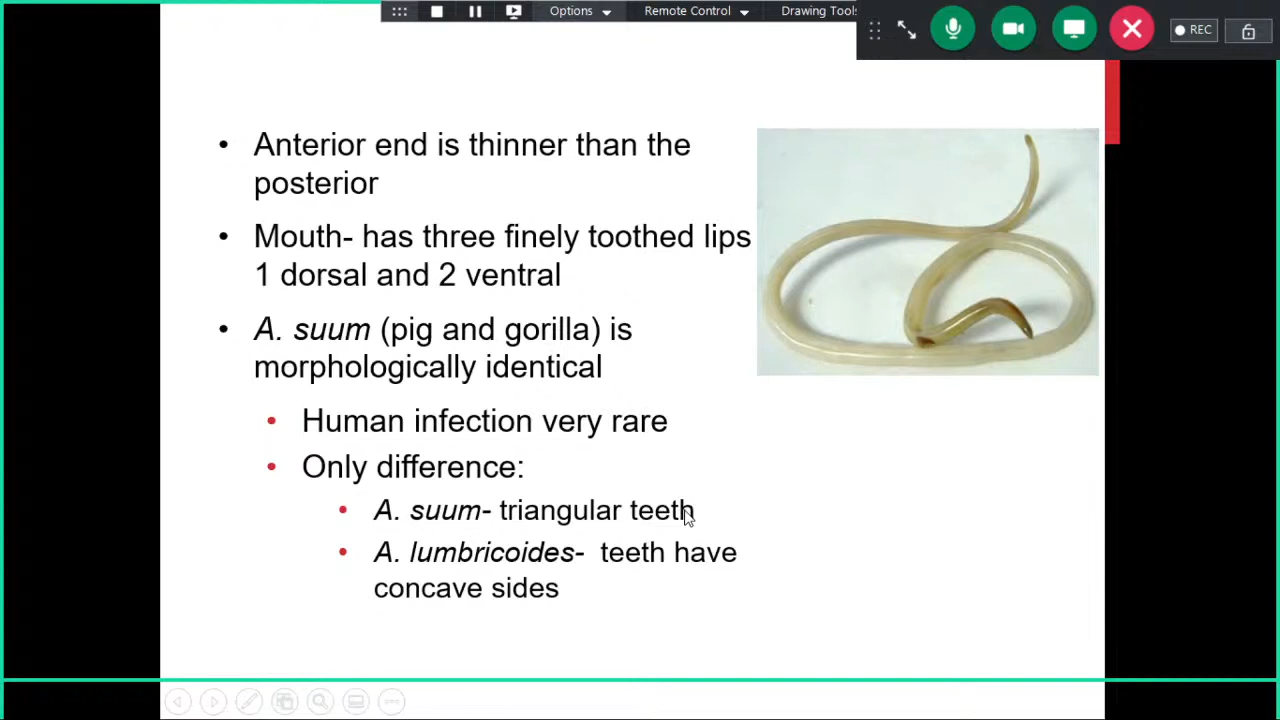 Options
Remote Control
Drawing Tools
REC
Anterior end is thinner than the
posterior
Mouth- has three finely toothed lips
1 dorsal and 2 ventral
A. suum (pig and gorilla) is
morphologically identical
Human infection very rare
Only difference:
A. suum- triangular teeth
A. lumbricoides- teeth have
concave sides